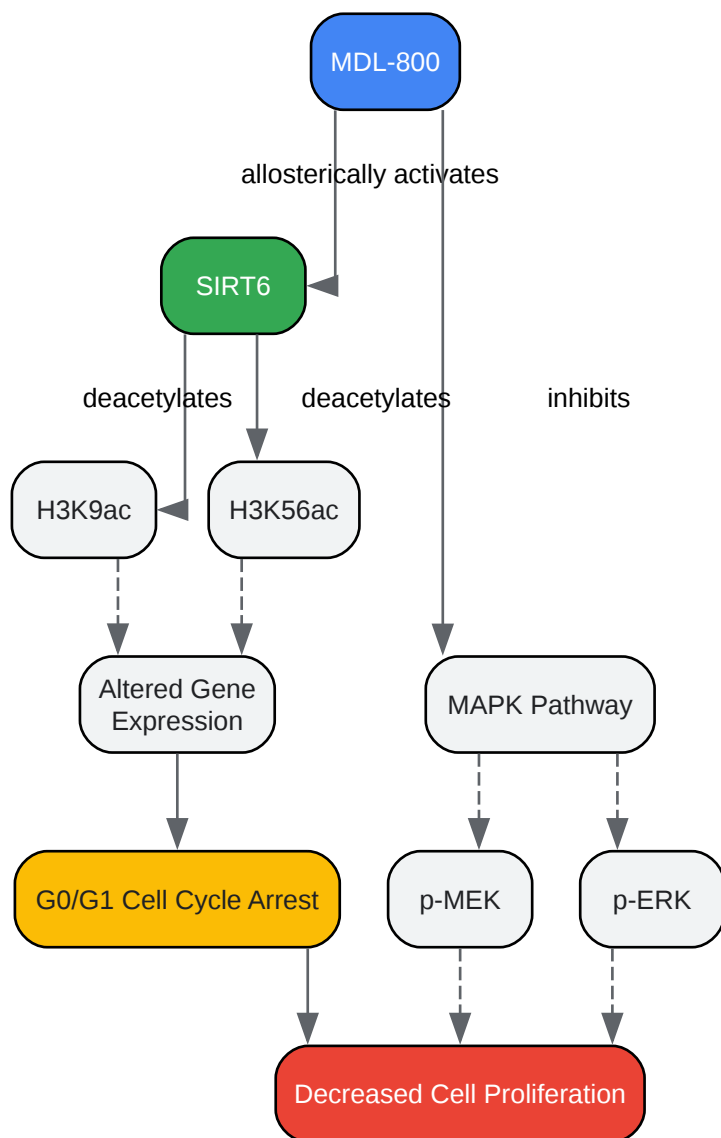 MDL-800
allosterically activates
SIRT6
deacetylates
deacetylates
inhibits
H3K9ac
H3K56ac
Altered Gene
Expression
MAPK Pathway
G0/G1 Cell Cycle Arrest
p-MEK
p-ERK
Decreased Cell Proliferation